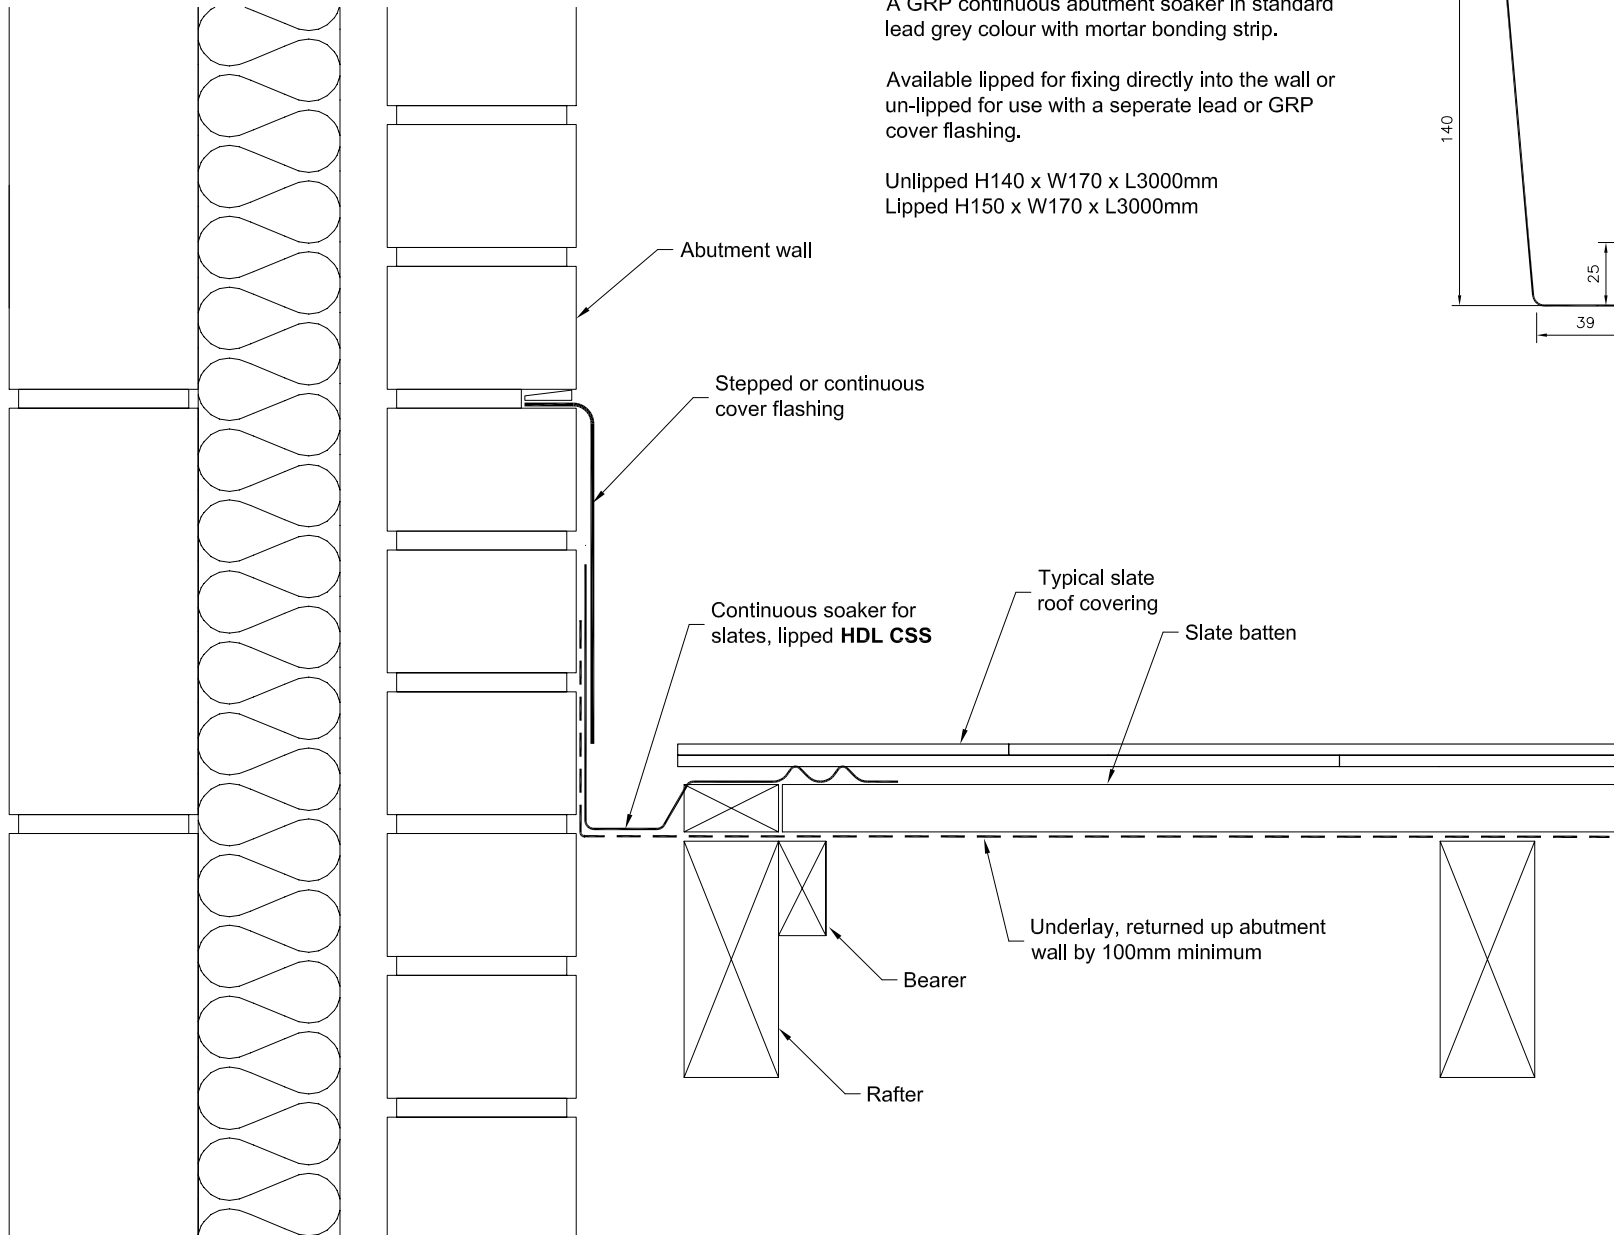 A GRP continuous abutment soaker in standard
lead grey colour with mortar bonding strip.
Available lipped for fixing directly into the wall or
un-lipped for use with a seperate lead or GRP
cover flashing.
Unlipped H140 x W170 x L3000mm
Lipped H150 x W170 x L3000mm
140
25
39
Abutment wall
Stepped or continuous
cover flashing
Typical slate
roof covering
Continuous soaker for
slates, lipped HDL CSS
Slate batten
Underlay, returned up abutment
wall by 100mm minimum
Bearer
Rafter